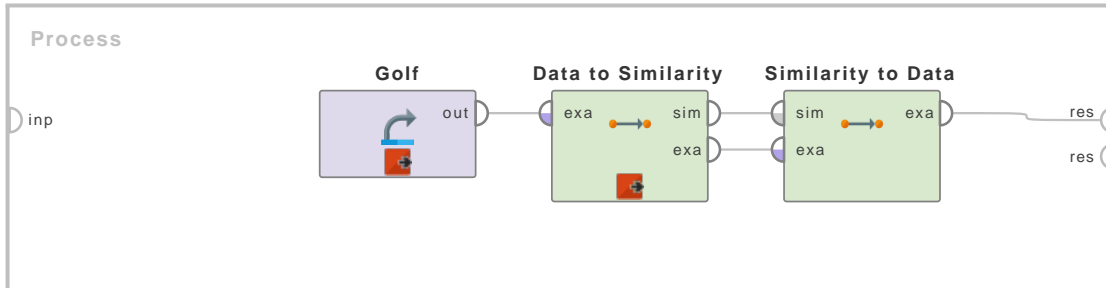 Process
Golf
Data to Similarity
Similarity to Data
inp
out
exa
sim
exa
sim
exa
exa
res
res